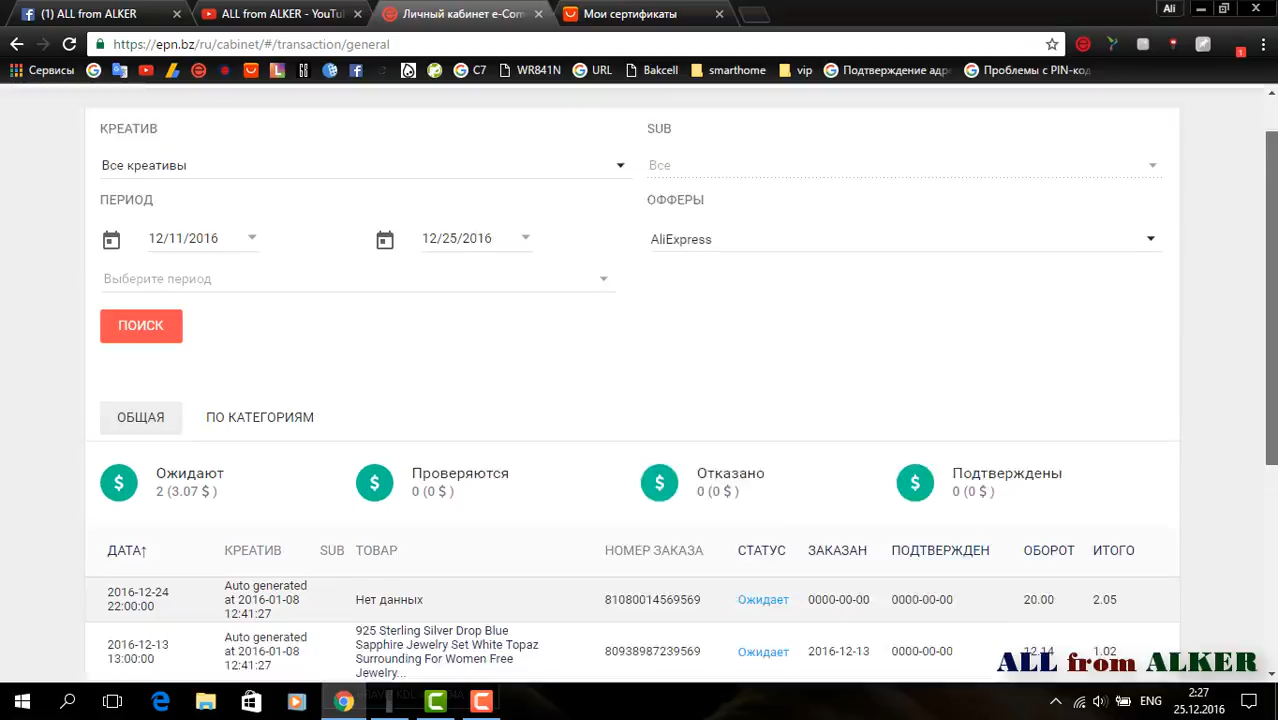 (1) ALL from ALKER
ALL from ALKER - YouTu
Личный кабинет e-Com
Мои сертификаты
Ali
https://epn.bz/ru/cabinet/#/transaction/general
1
Сервисы
C7
WR841N
URL
Bakcell
smarthome
vip
Подтверждение адре
Проблемы с PIN-код
КРЕАТИВ
SUB
Все креативы
Все
ПЕРИОД
ОФФЕРЫ
12/11/2016
12/25/2016
AliExpress
Выберите период
ПОИСК
ОБЩАЯ
ПО КАТЕГОРИЯМ
Ожидают
2 (3.07 $ )
Проверяются
0 (0 $ )
Отказано
0 (0 $ )
Подтверждены
0 (0 $ )
ДАТА↑ КРЕАТИВ SUB ТОВАР НОМЕР ЗАКАЗА СТАТУС ЗАКАЗАН ПОДТВЕРЖДЕН ОБОРОТ ИТОГО
2016-12-24
22:00:00
Auto generated
at 2016-01-08
12:41:27
Нет данных
81080014569569
Ожидает
0000-00-00
0000-00-00
20.00
2.05
2016-12-13
13:00:00
Auto generated
at 2016-01-08
12:41:27
925 Sterling Silver Drop Blue
Sapphire Jewelry Set White Topaz
Surrounding For Women Free
Jewelry...
80938987239569
Ожидает
2016-12-13
0000-00-00
12.14
1.02
ALL from ALKER
ENG
2:27
25.12.2016